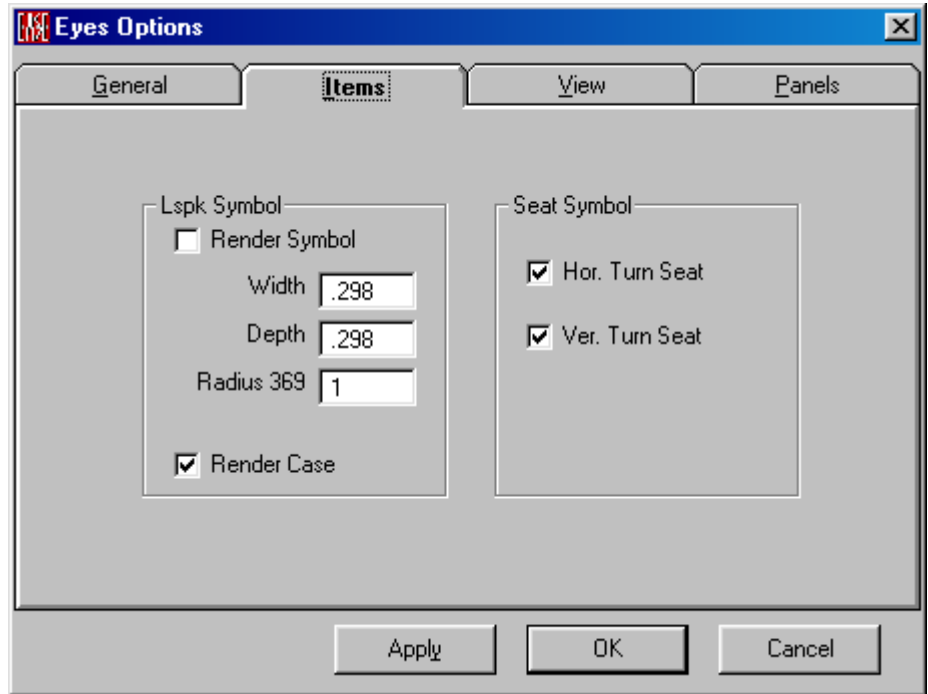 EASE Eyes Options
General Items View Panels
Lspk Symbol
Render Symbol
Width .298
Depth .298
Radius 369 1
Render Case
Seat Symbol
Hor. Turn Seat
Ver. Turn Seat
Apply OK Cancel